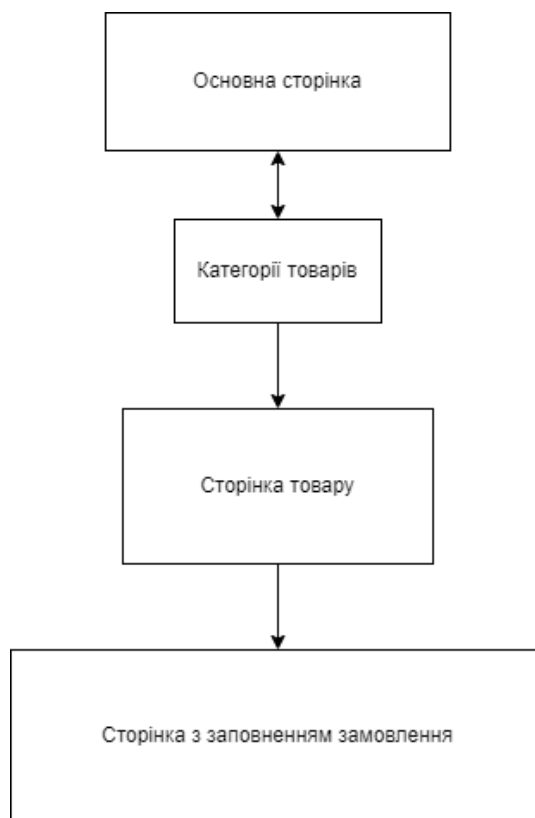 Основна сторінка
Категорії товарів
Сторінка товару
Сторінка з заповненням замовлення